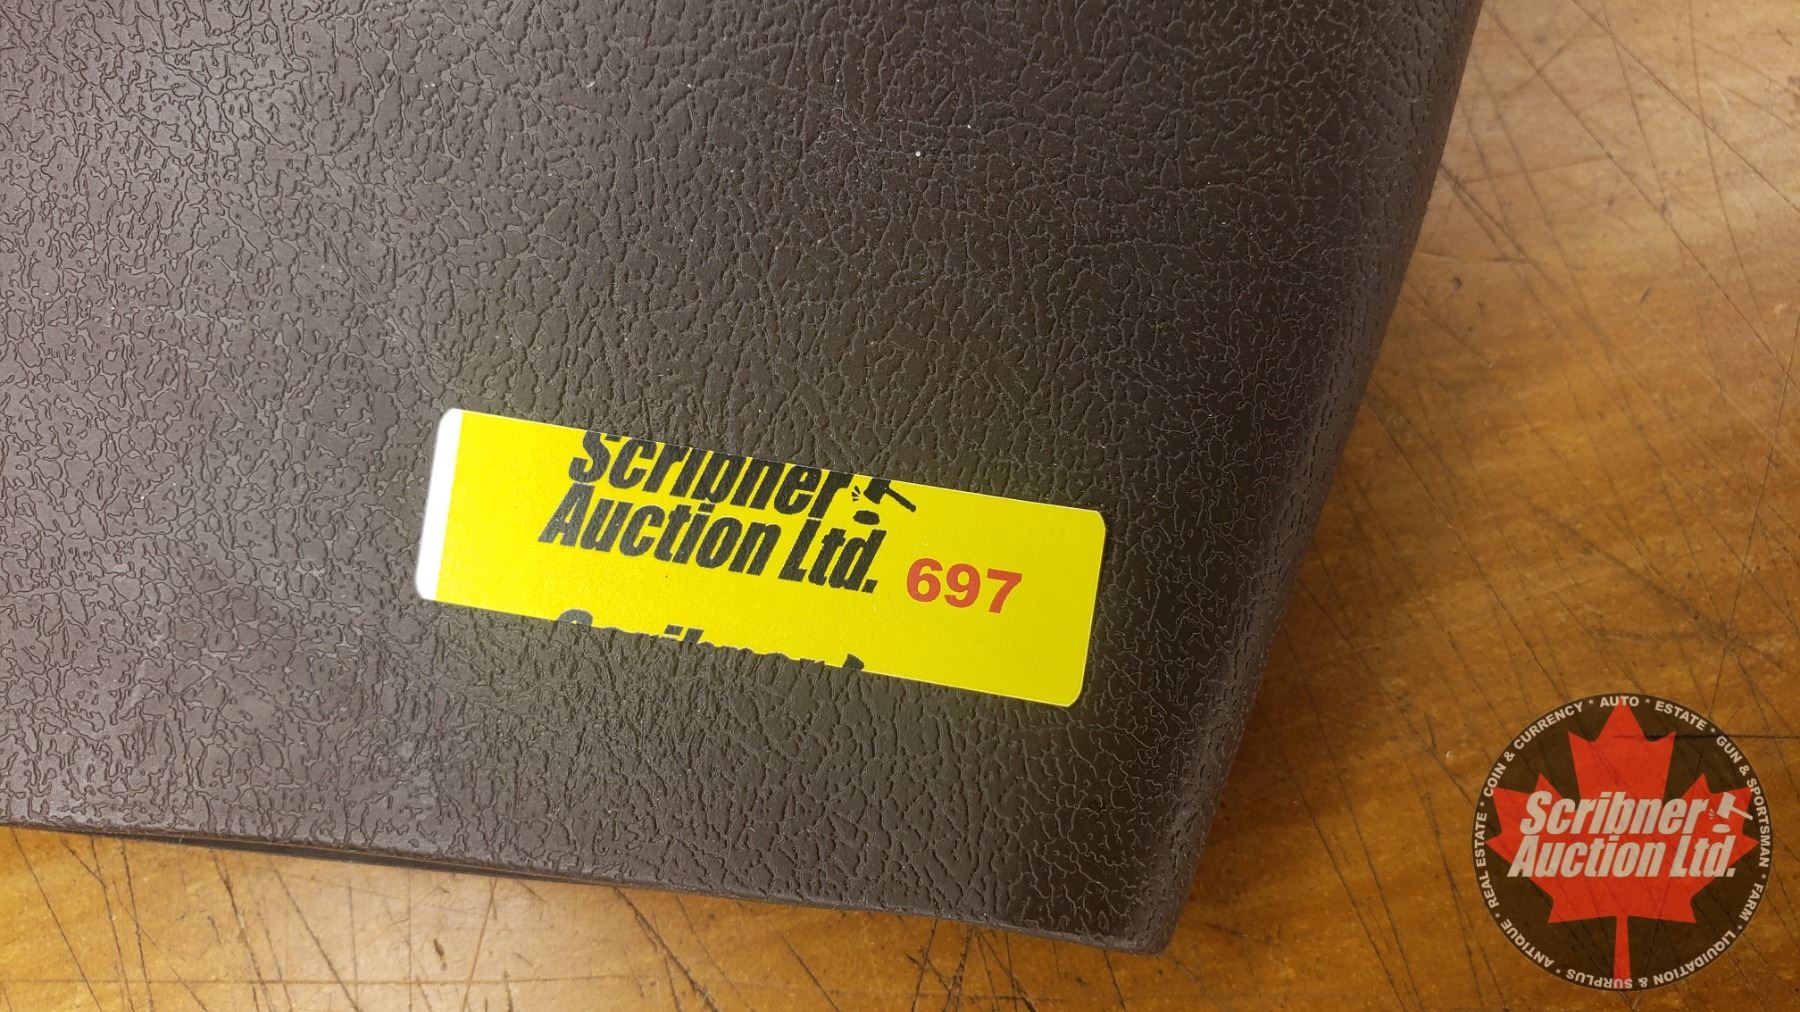 Scribner
Auction Ltd. 697
Scribner
COIN & CURRENCY * AUTO * ESTATE * GUN & SPORTSMAN * FARM * LIQUIDATION & SURPLUS * ANTIQUE * REAL ESTATE *
Scribner
Auction Ltd.